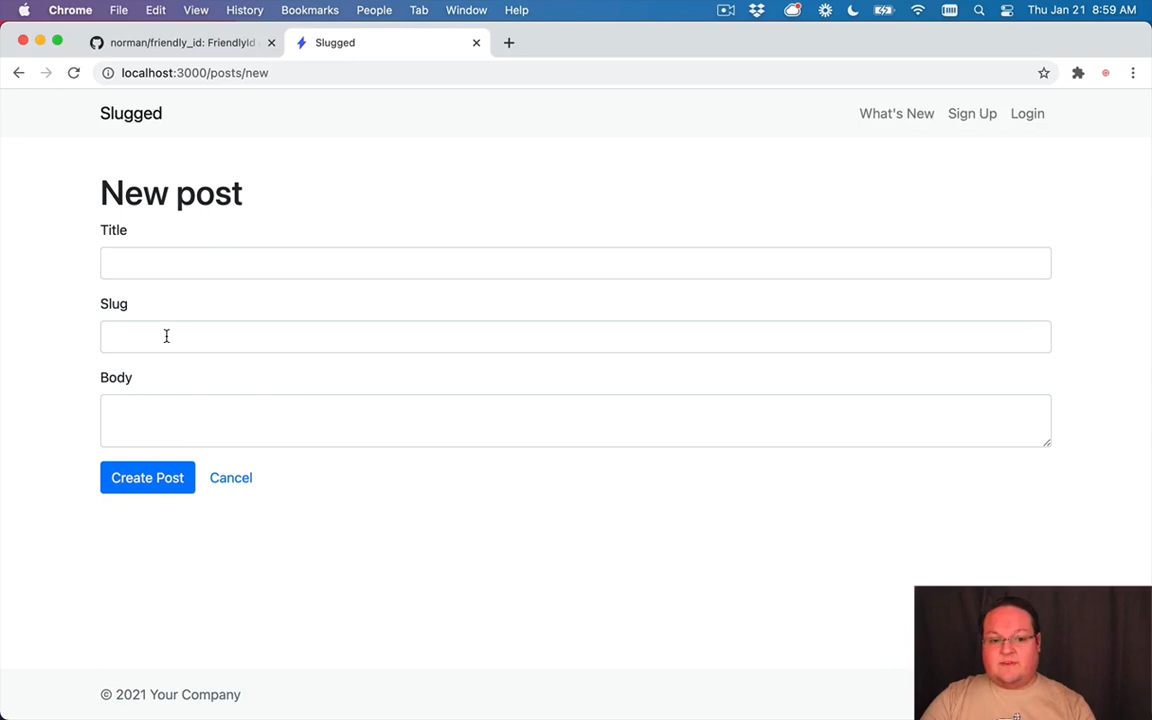 Chrome File Edit View History Bookmarks People Tab Window Help Thu Jan 21 8:59 AM
norman/friendly_id: FriendlyId Slugged
localhost:3000/posts/new
Slugged What's New Sign Up Login
New post
Title
Slug
Body
Create Post Cancel
© 2021 Your Company